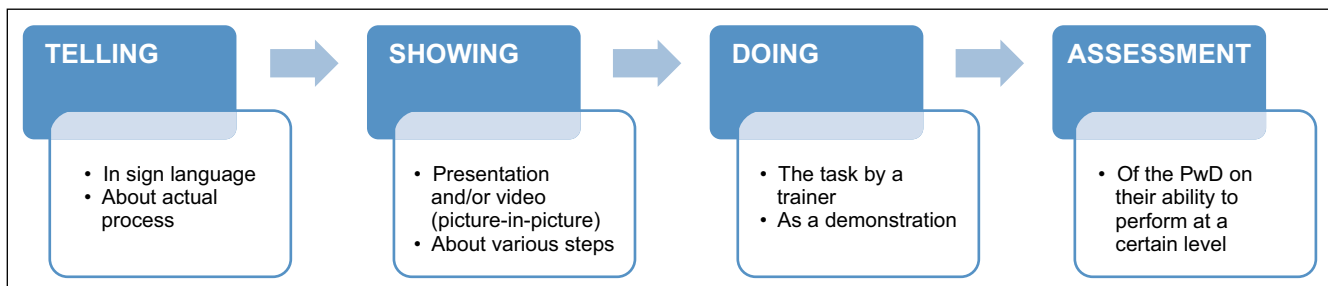 TELLING
• In sign language
• About actual
process
SHOWING
• Presentation
and/or video
(picture-in-picture)
• About various steps
DOING
• The task by a
trainer
• As a demonstration
ASSESSMENT
• Of the PwD on
their ability to
perform at a
certain level